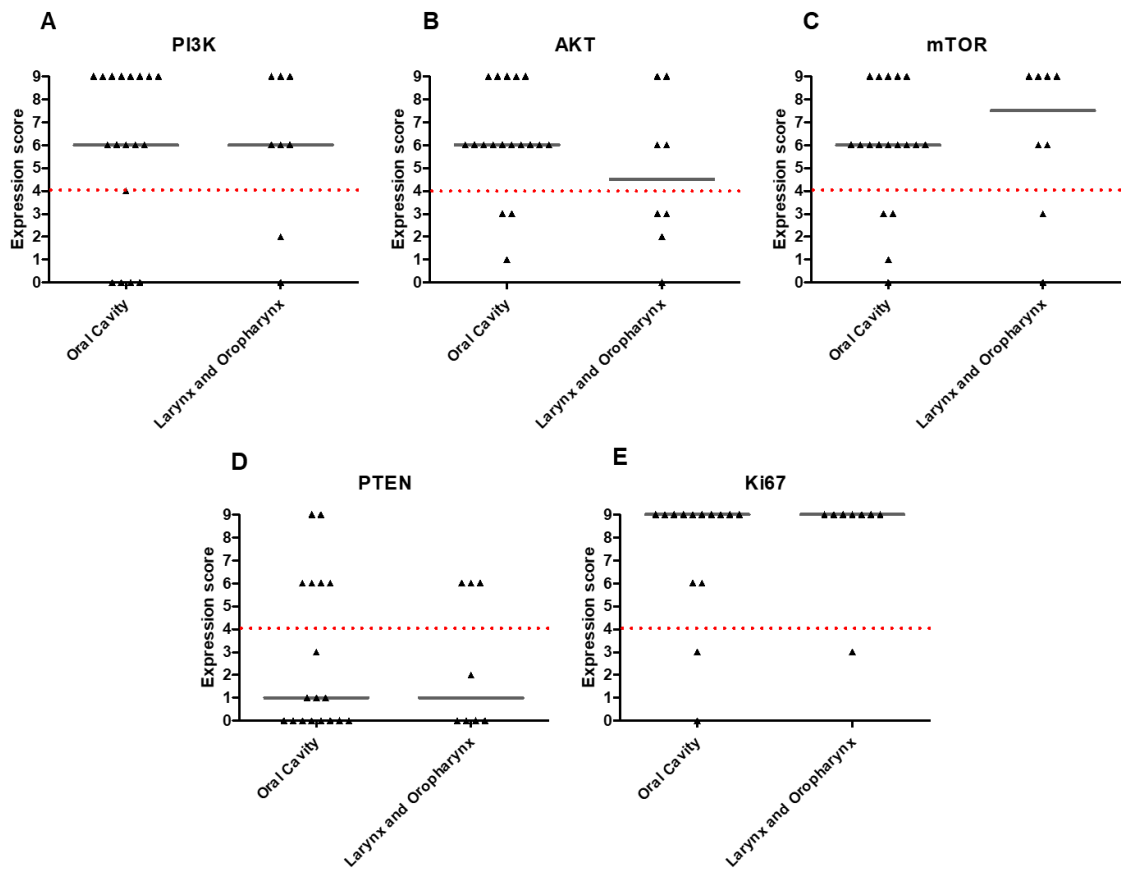 A
PI3K
Expression score
9
8
7
6
5
4
3
2
1
0
Oral Cavity
Larynx and Oropharynx
B
AKT
Expression score
9
8
7
6
5
4
3
2
1
0
Oral Cavity
Larynx and Oropharynx
C
mTOR
Expression score
9
8
7
6
5
4
3
2
1
0
Oral Cavity
Larynx and Oropharynx
D
PTEN
Expression score
9
8
7
6
5
4
3
2
1
0
Oral Cavity
Larynx and Oropharynx
E
Ki67
Expression score
9
8
7
6
5
4
3
2
1
0
Oral Cavity
Larynx and Oropharynx